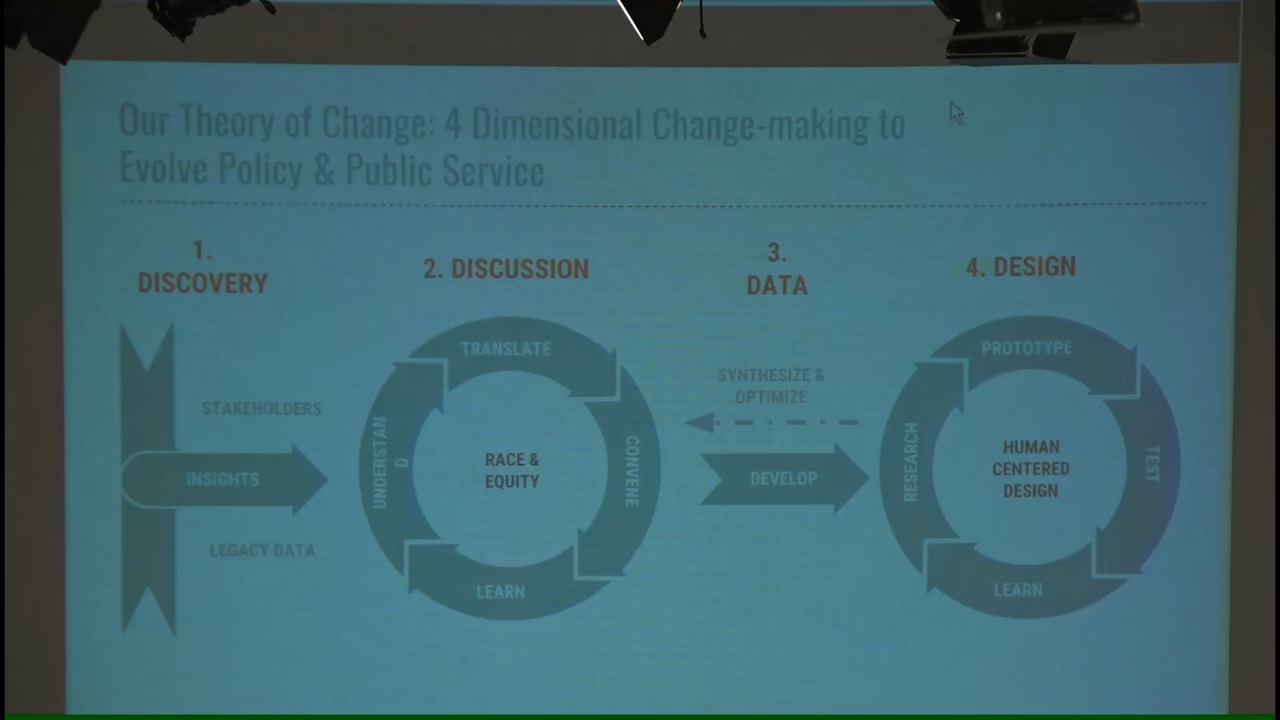 Our Theory of Change: 4 Dimensional Change-making to
Evolve Policy & Public Service
1.
DISCOVERY
STAKEHOLDERS
INSIGHTS
LEGACY DATA
2. DISCUSSION
TRANSLATE
UNDERSTAN
D
RACE &
EQUITY
CONVENE
LEARN
3.
DATA
SYNTHESIZE &
OPTIMIZE
DEVELOP
4. DESIGN
PROTOTYPE
RESEARCH
HUMAN
CENTERED
DESIGN
TEST
LEARN